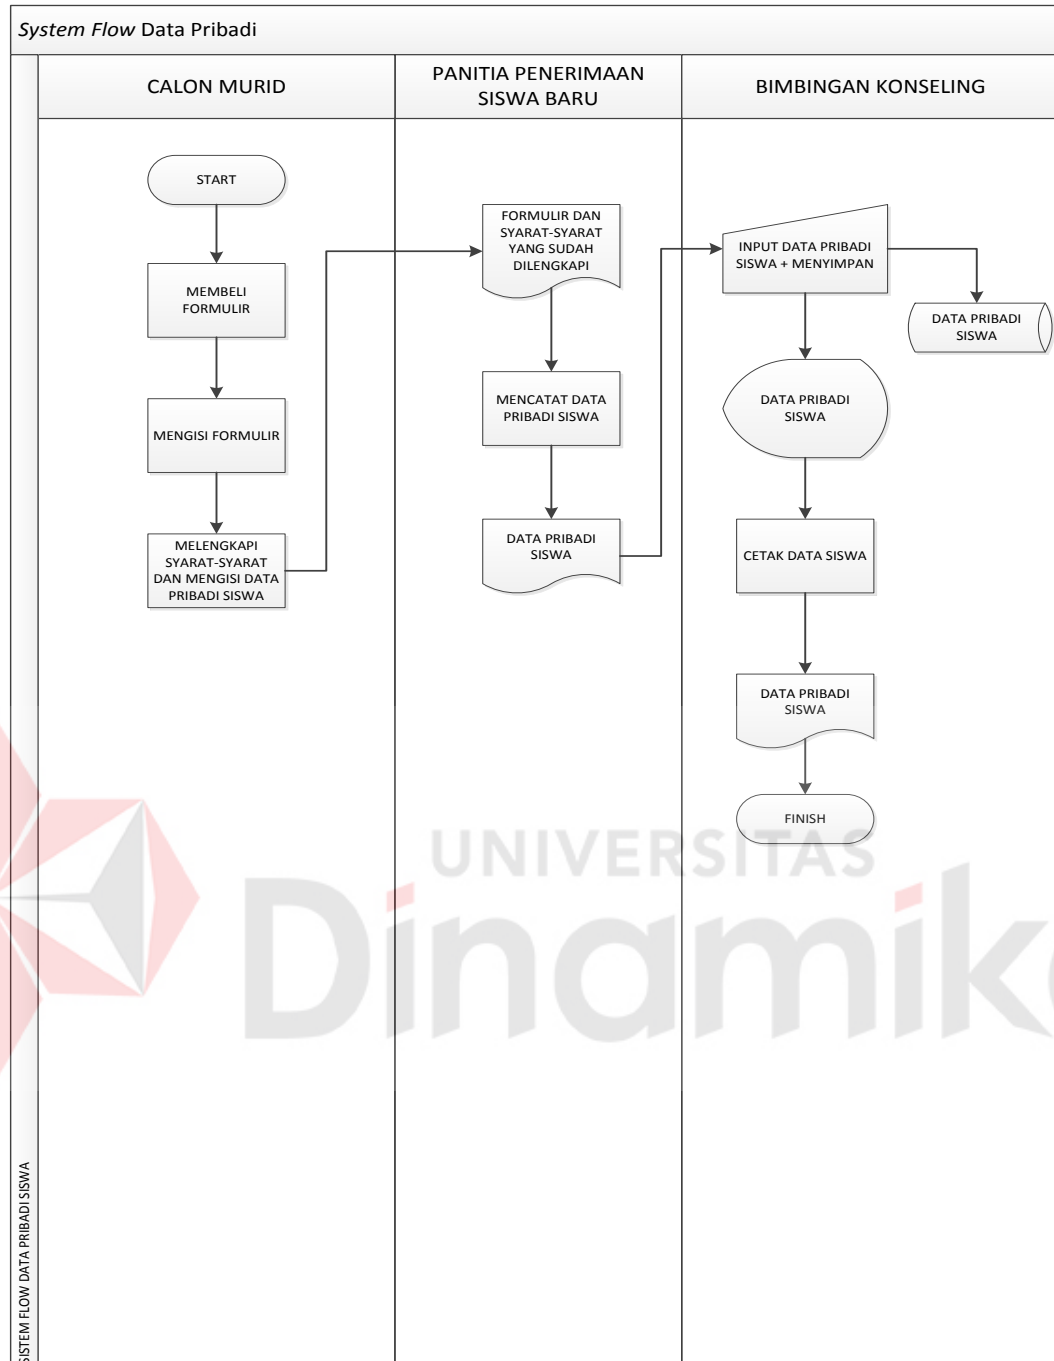 System Flow Data Pribadi
CALON MURID
PANITIA PENERIMAAN
SISWA BARU
BIMBINGAN KONSELING
START
MEMBELI
FORMULIR
MENGISI FORMULIR
MELENGKAPI
SYARAT-SYARAT
DAN MENGISI DATA
PRIBADI SISWA
FORMULIR DAN
SYARAT-SYARAT
YANG SUDAH
DILENGKAPI
MENCATAT DATA
PRIBADI SISWA
DATA PRIBADI
SISWA
INPUT DATA PRIBADI
SISWA + MENYIMPAN
DATA PRIBADI
SISWA
DATA PRIBADI
SISWA
CETAK DATA SISWA
DATA PRIBADI
SISWA
FINISH
UNIVERSITAS
Dinamika
SISTEM FLOW DATA PRIBADI SISWA